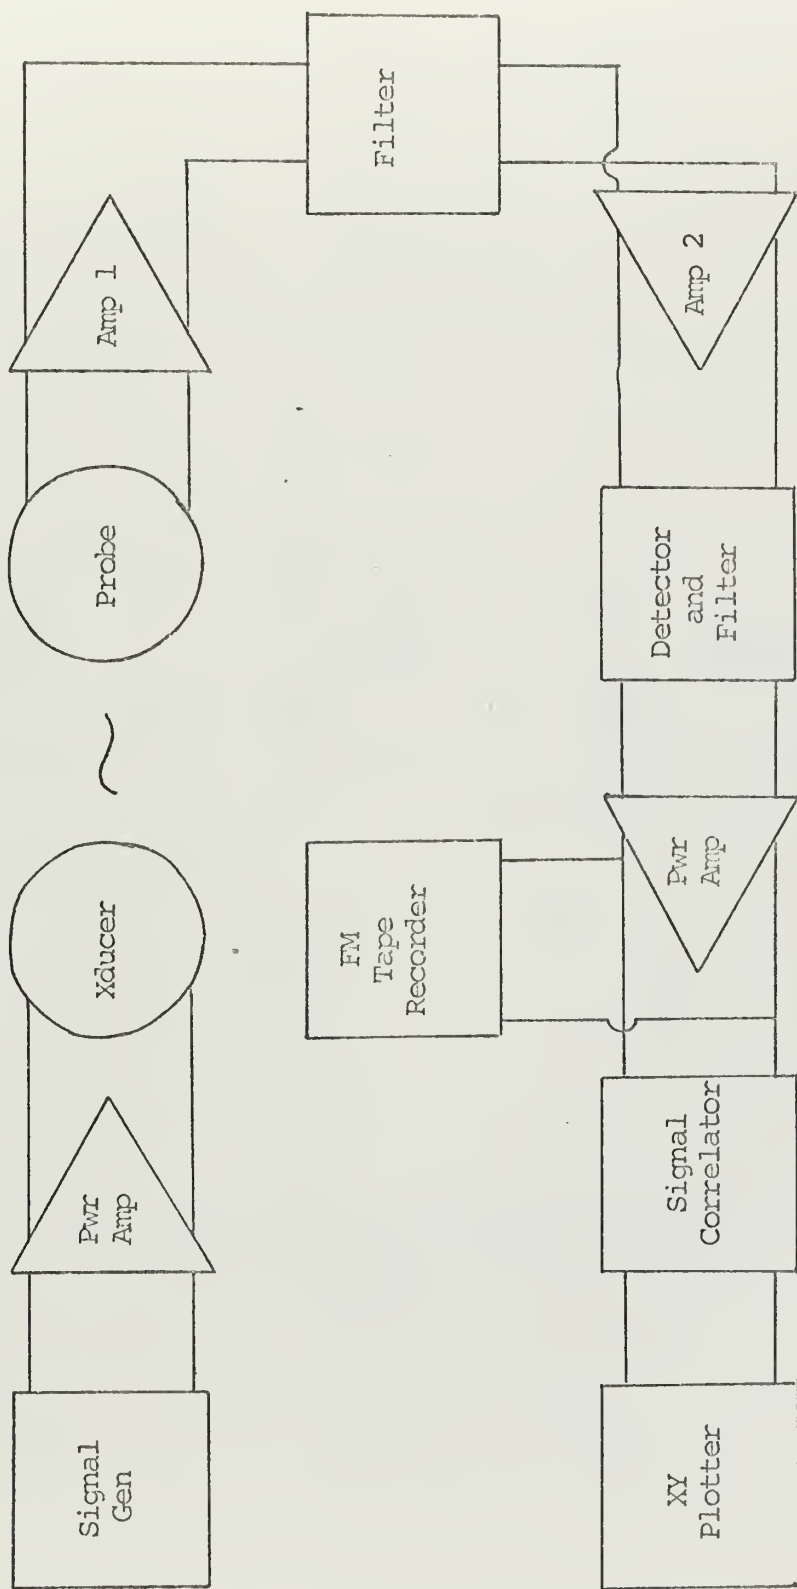 Signal
Gen
Pwr
Amp
Xducer
Probe
Amp 1
Filter
Amp 2
Detector
and
Filter
Pwr
Amp
FM
Tape
Recorder
Signal
Correlator
XY
Plotter